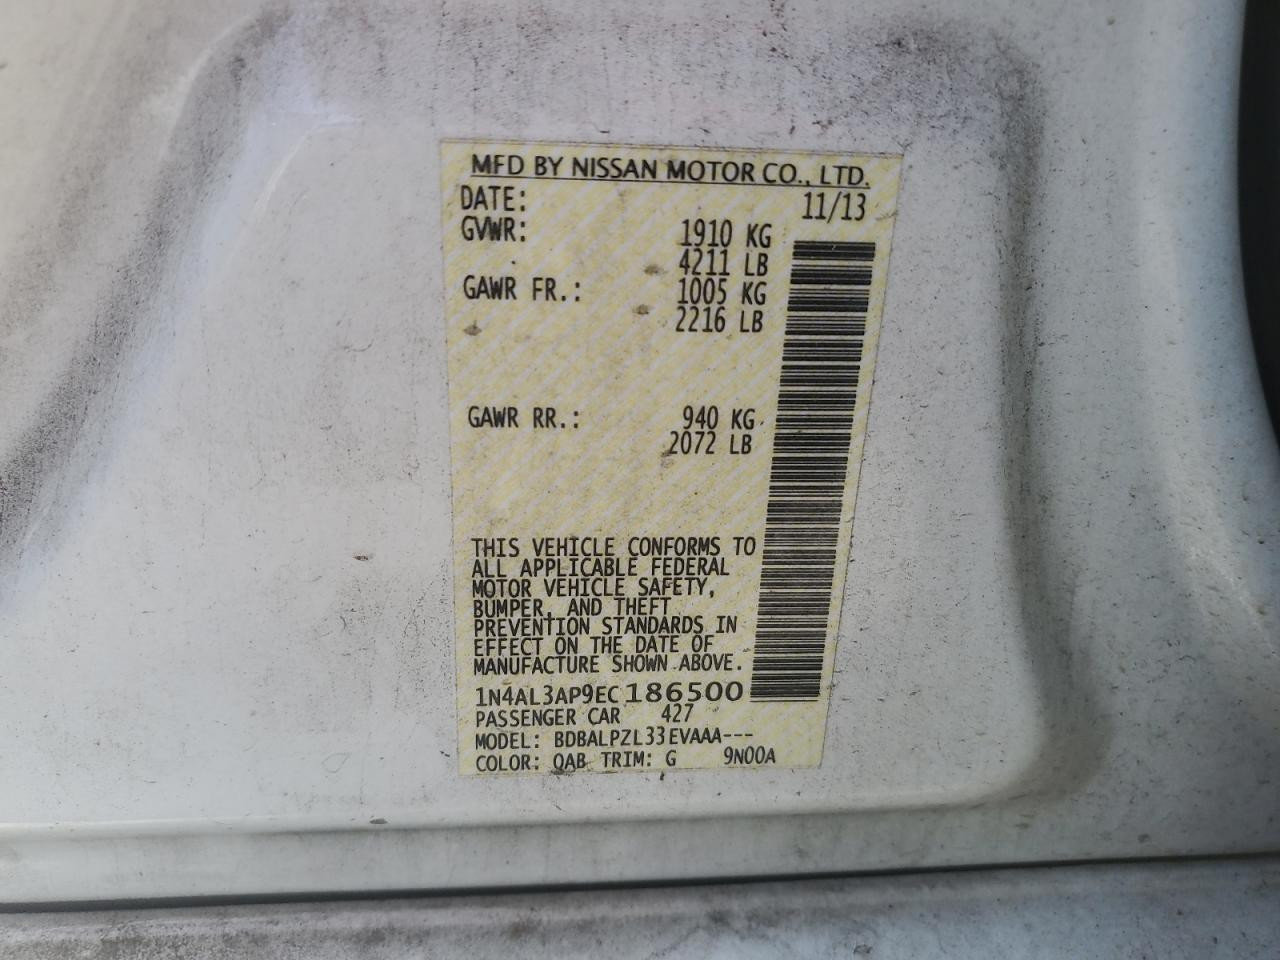 MFD BY NISSAN MOTOR CO., LTD.
DATE: 11/13
GVWR: 1910 KG
4211 LB
GAWR FR.: 1005 KG
2216 LB
GAWR RR.: 940 KG
2072 LB
THIS VEHICLE CONFORMS TO
ALL APPLICABLE FEDERAL
MOTOR VEHICLE SAFETY,
BUMPER, AND THEFT
PREVENTION STANDARDS IN
EFFECT ON THE DATE OF
MANUFACTURE SHOWN ABOVE.
1N4AL3AP9EC186500
PASSENGER CAR 427
MODEL: BDBALPZL33EVAAA---
COLOR: QAB TRIM: G 9N00A